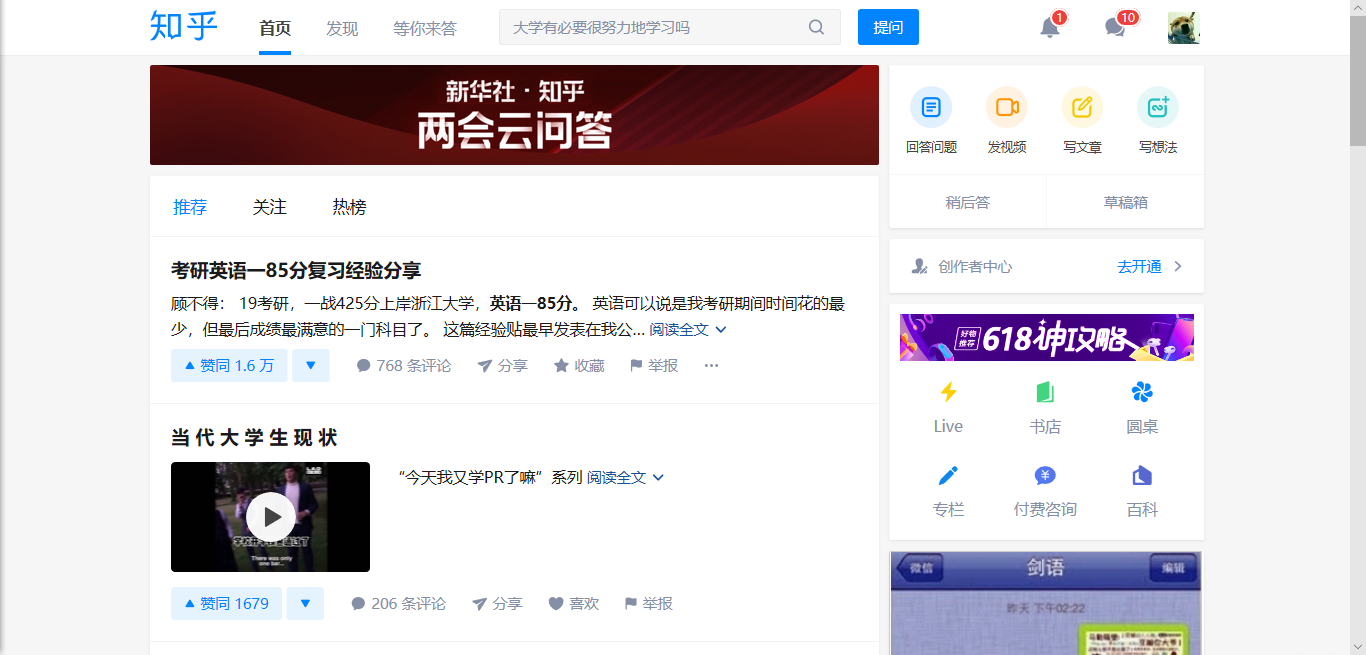 知乎
首页 发现 等你来答 大学有必要很努力地学习吗 提问 1 10
新华社·知乎
两会云问答
回答问题 发视频 写文章 写想法
稍后答 草稿箱
创作者中心 去开通
好物推荐 618神攻略
Live 书店 圆桌
专栏 付费咨询 百科
微信 剑语 编辑
昨天 下午02:22
推荐 关注 热榜
考研英语一85分复习经验分享
顾不得： 19考研，一战425分上岸浙江大学，英语一85分。 英语可以说是我考研期间时间花的最
少，但最后成绩最满意的一门科目了。 这篇经验贴最早发表在我公... 阅读全文
赞同 1.6 万 768 条评论 分享 收藏 举报 ···
当 代 大 学 生 现 状
“今天我又学PR了嘛”系列 阅读全文
There was only
one bar...
赞同 1679 206 条评论 分享 喜欢 举报